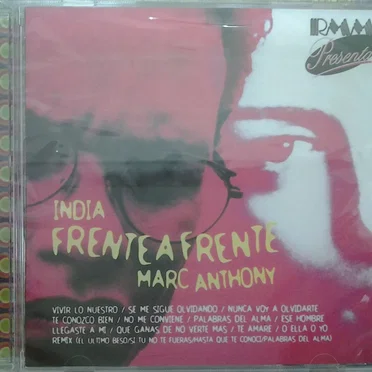 RMM
Presenta
INDIA
FRENTE A FRENTE
MARC ANTHONY
VIVIR LO NUESTRO / SE ME SIGUE OLVIDANDO / NUNCA VOY A OLVIDARTE
TE CONOZCO BIEN / NO ME CONVIENE / PALABRAS DEL ALMA / ESE HOMBRE
LLEGASTE A MI / QUE GANAS DE NO VERTE MAS / TE AMARE / O ELLA O YO
REMIX (EL ULTIMO BESO/SI TU NO TE FUERAS/HASTA QUE TE CONOCI/PALABRAS DEL ALMA)